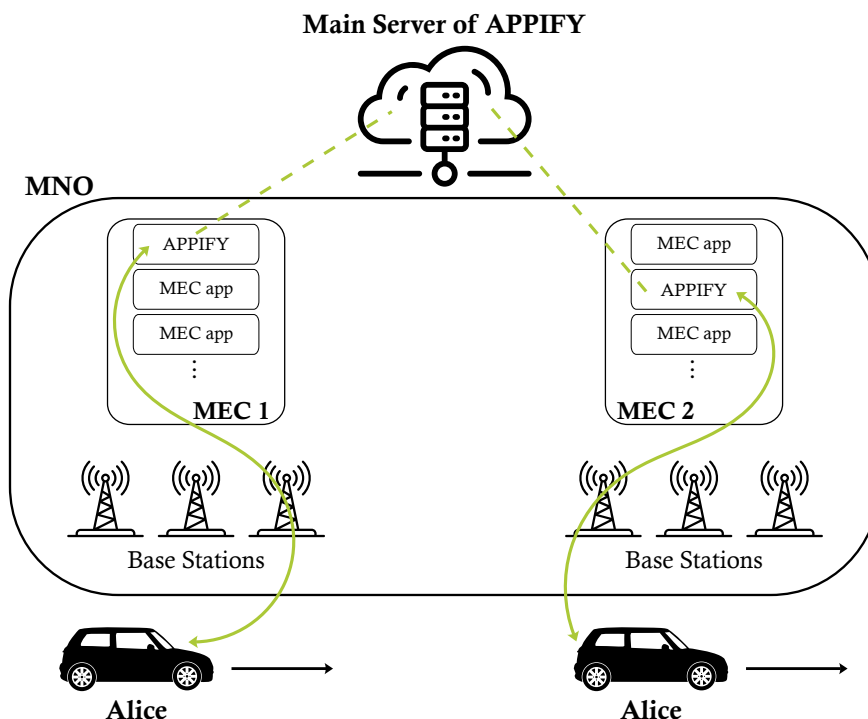 Main Server of APPIFY
MNO
APPIFY
MEC app
MEC app
⋮
MEC 1
MEC app
APPIFY
MEC app
⋮
MEC 2
Base Stations
Base Stations
Alice
Alice